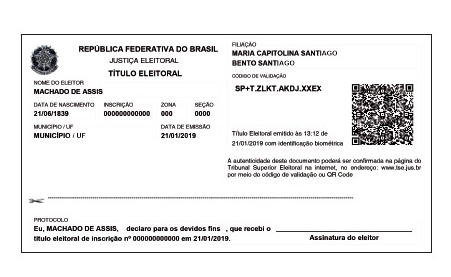 REPÚBLICA FEDERATIVA DO BRASIL
JUSTIÇA ELEITORAL
TÍTULO ELEITORAL
NOME DO ELEITOR
MACHADO DE ASSIS
DATA DE NASCIMENTO INSCRIÇÃO ZONA SEÇÃO
21/06/1839 000000000000 000 0000
MUNICÍPIO / UF DATA DE EMISSÃO
MUNICÍPIO / UF 21/01/2019
FILIAÇÃO
MARIA CAPITOLINA SANTIAGO
BENTO SANTIAGO
CÓDIGO DE VALIDAÇÃO
SP+T.ZLKT.AKDJ.XXEX
Título Eleitoral emitido às 13:12 de
21/01/2019 com identificação biométrica
A autenticidade deste documento poderá ser confirmada na página do
Tribunal Superior Eleitoral na internet, no endereço: www.tse.jus.br
por meio do código de validação ou QR Code
PROTOCOLO
Eu, MACHADO DE ASSIS, declaro para os devidos fins , que recebi o
título eleitoral de inscrição nº 000000000000 em 21/01/2019.
Assinatura do eleitor